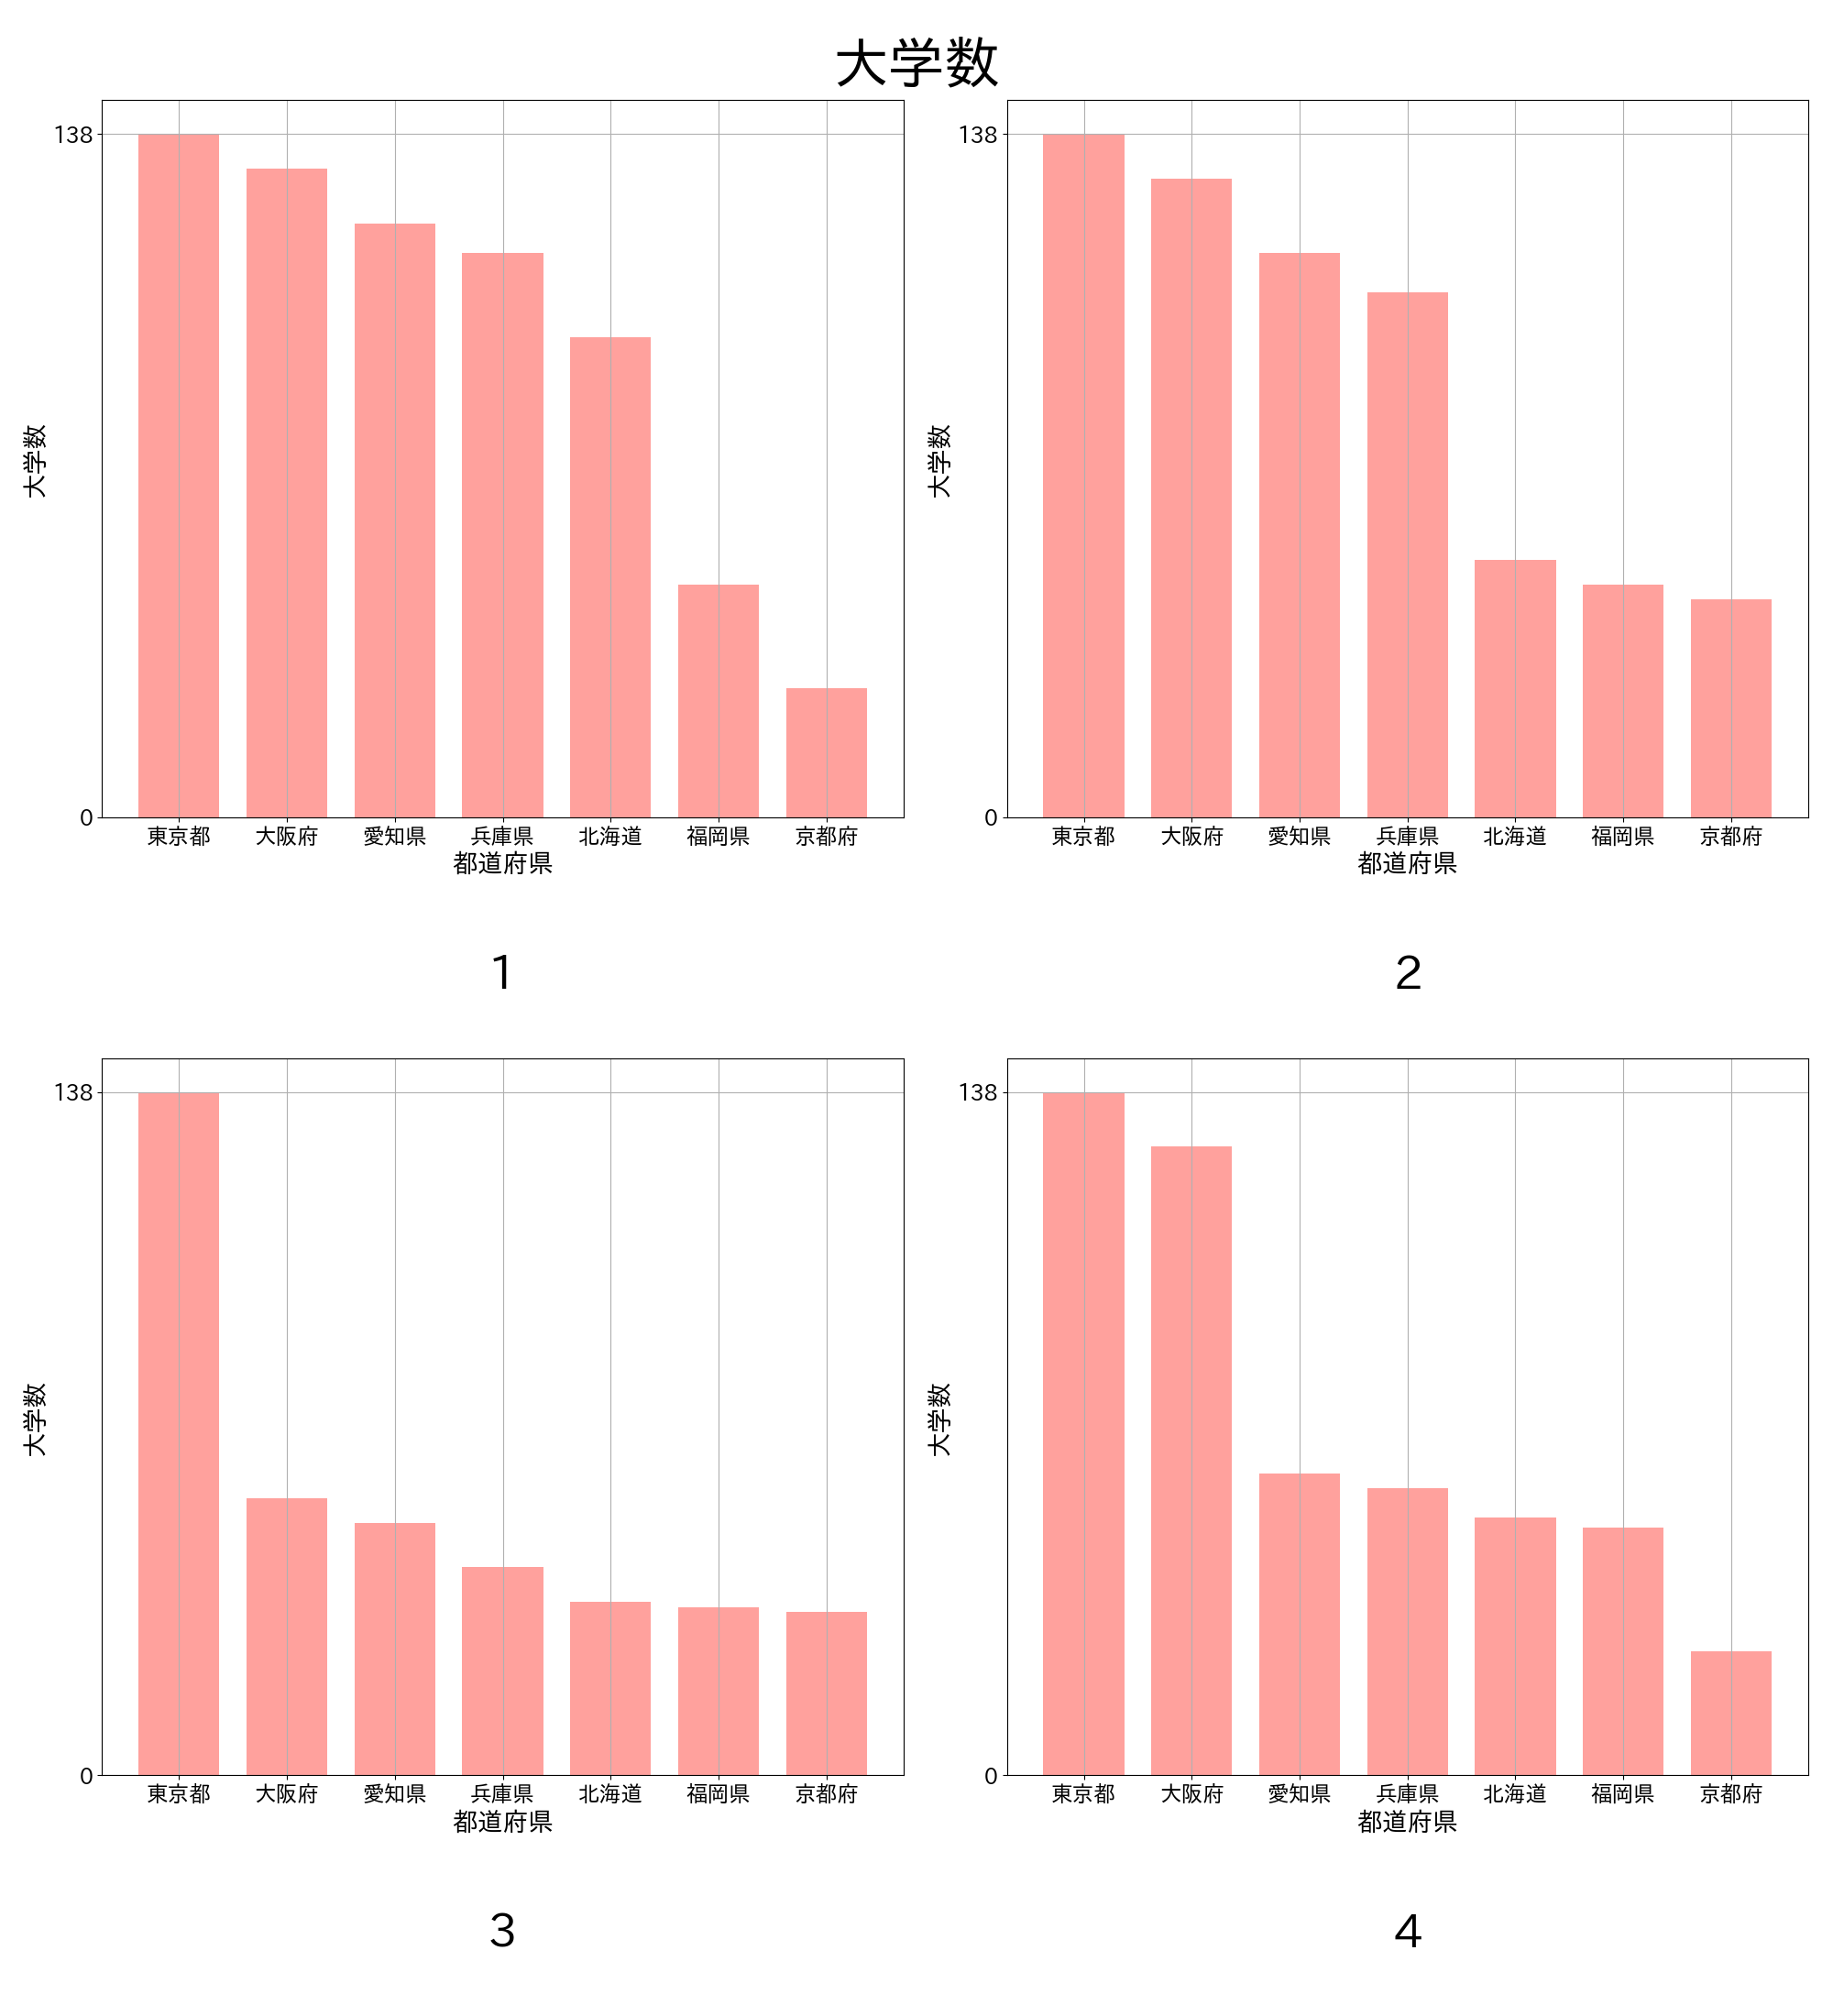 大学数
138
0
大学数
東京都 大阪府 愛知県 兵庫県 北海道 福岡県 京都府
都道府県
1
138
0
大学数
東京都 大阪府 愛知県 兵庫県 北海道 福岡県 京都府
都道府県
2
138
0
大学数
東京都 大阪府 愛知県 兵庫県 北海道 福岡県 京都府
都道府県
3
138
0
大学数
東京都 大阪府 愛知県 兵庫県 北海道 福岡県 京都府
都道府県
4